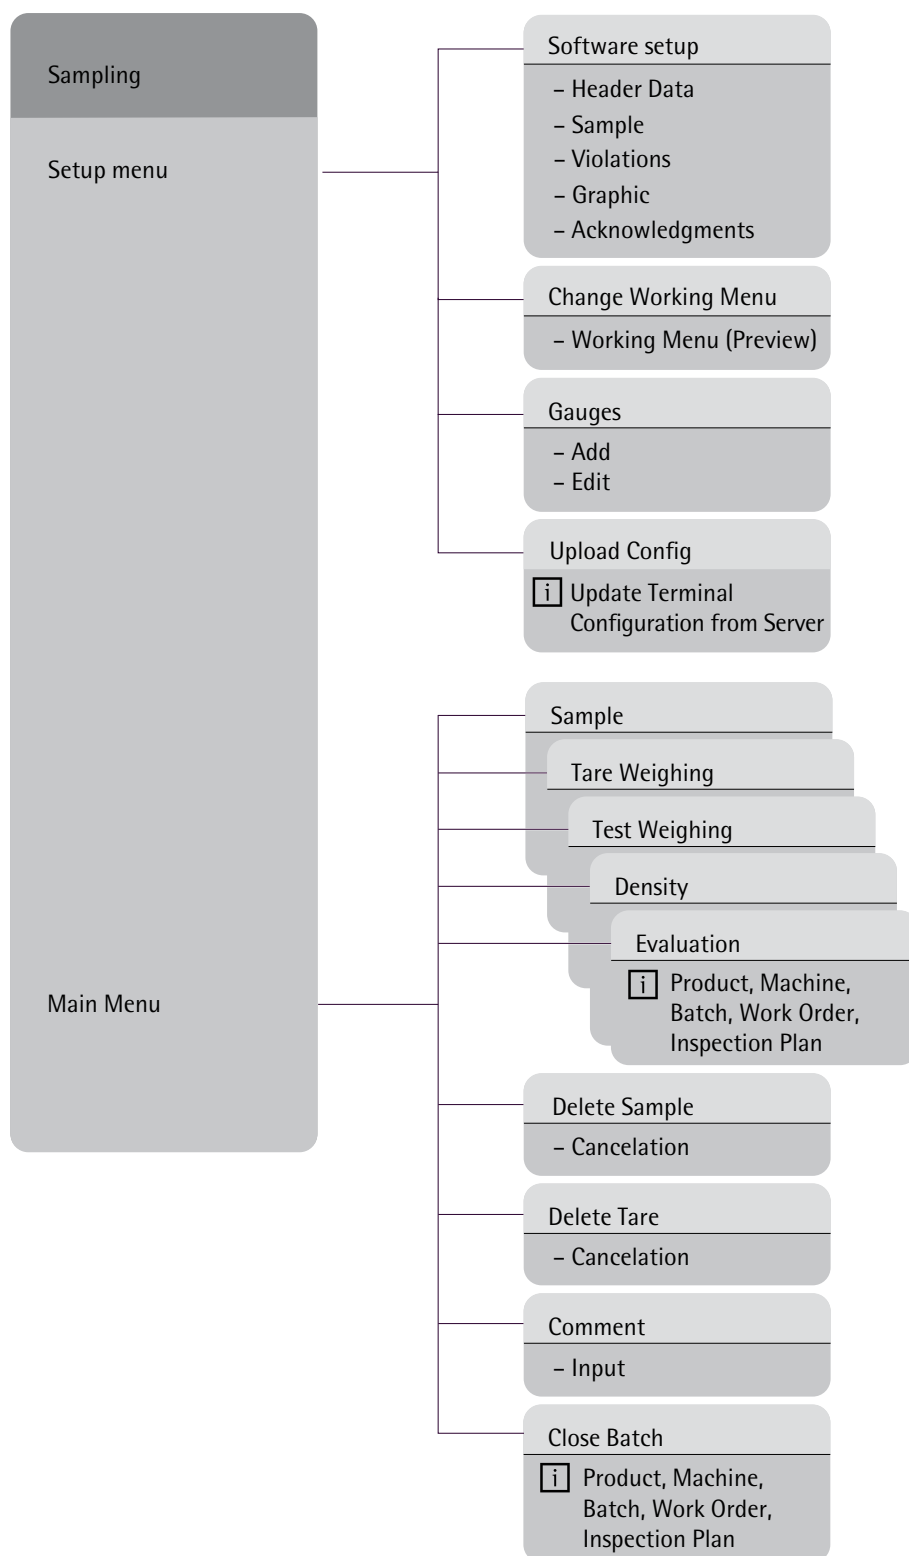 Sampling
Setup menu
Software setup
– Header Data
– Sample
– Violations
– Graphic
– Acknowledgments
Change Working Menu
– Working Menu (Preview)
Gauges
– Add
– Edit
Upload Config
i Update Terminal
Configuration from Server
Main Menu
Sample
Tare Weighing
Test Weighing
Density
Evaluation
i Product, Machine,
Batch, Work Order,
Inspection Plan
Delete Sample
– Cancelation
Delete Tare
– Cancelation
Comment
– Input
Close Batch
i Product, Machine,
Batch, Work Order,
Inspection Plan